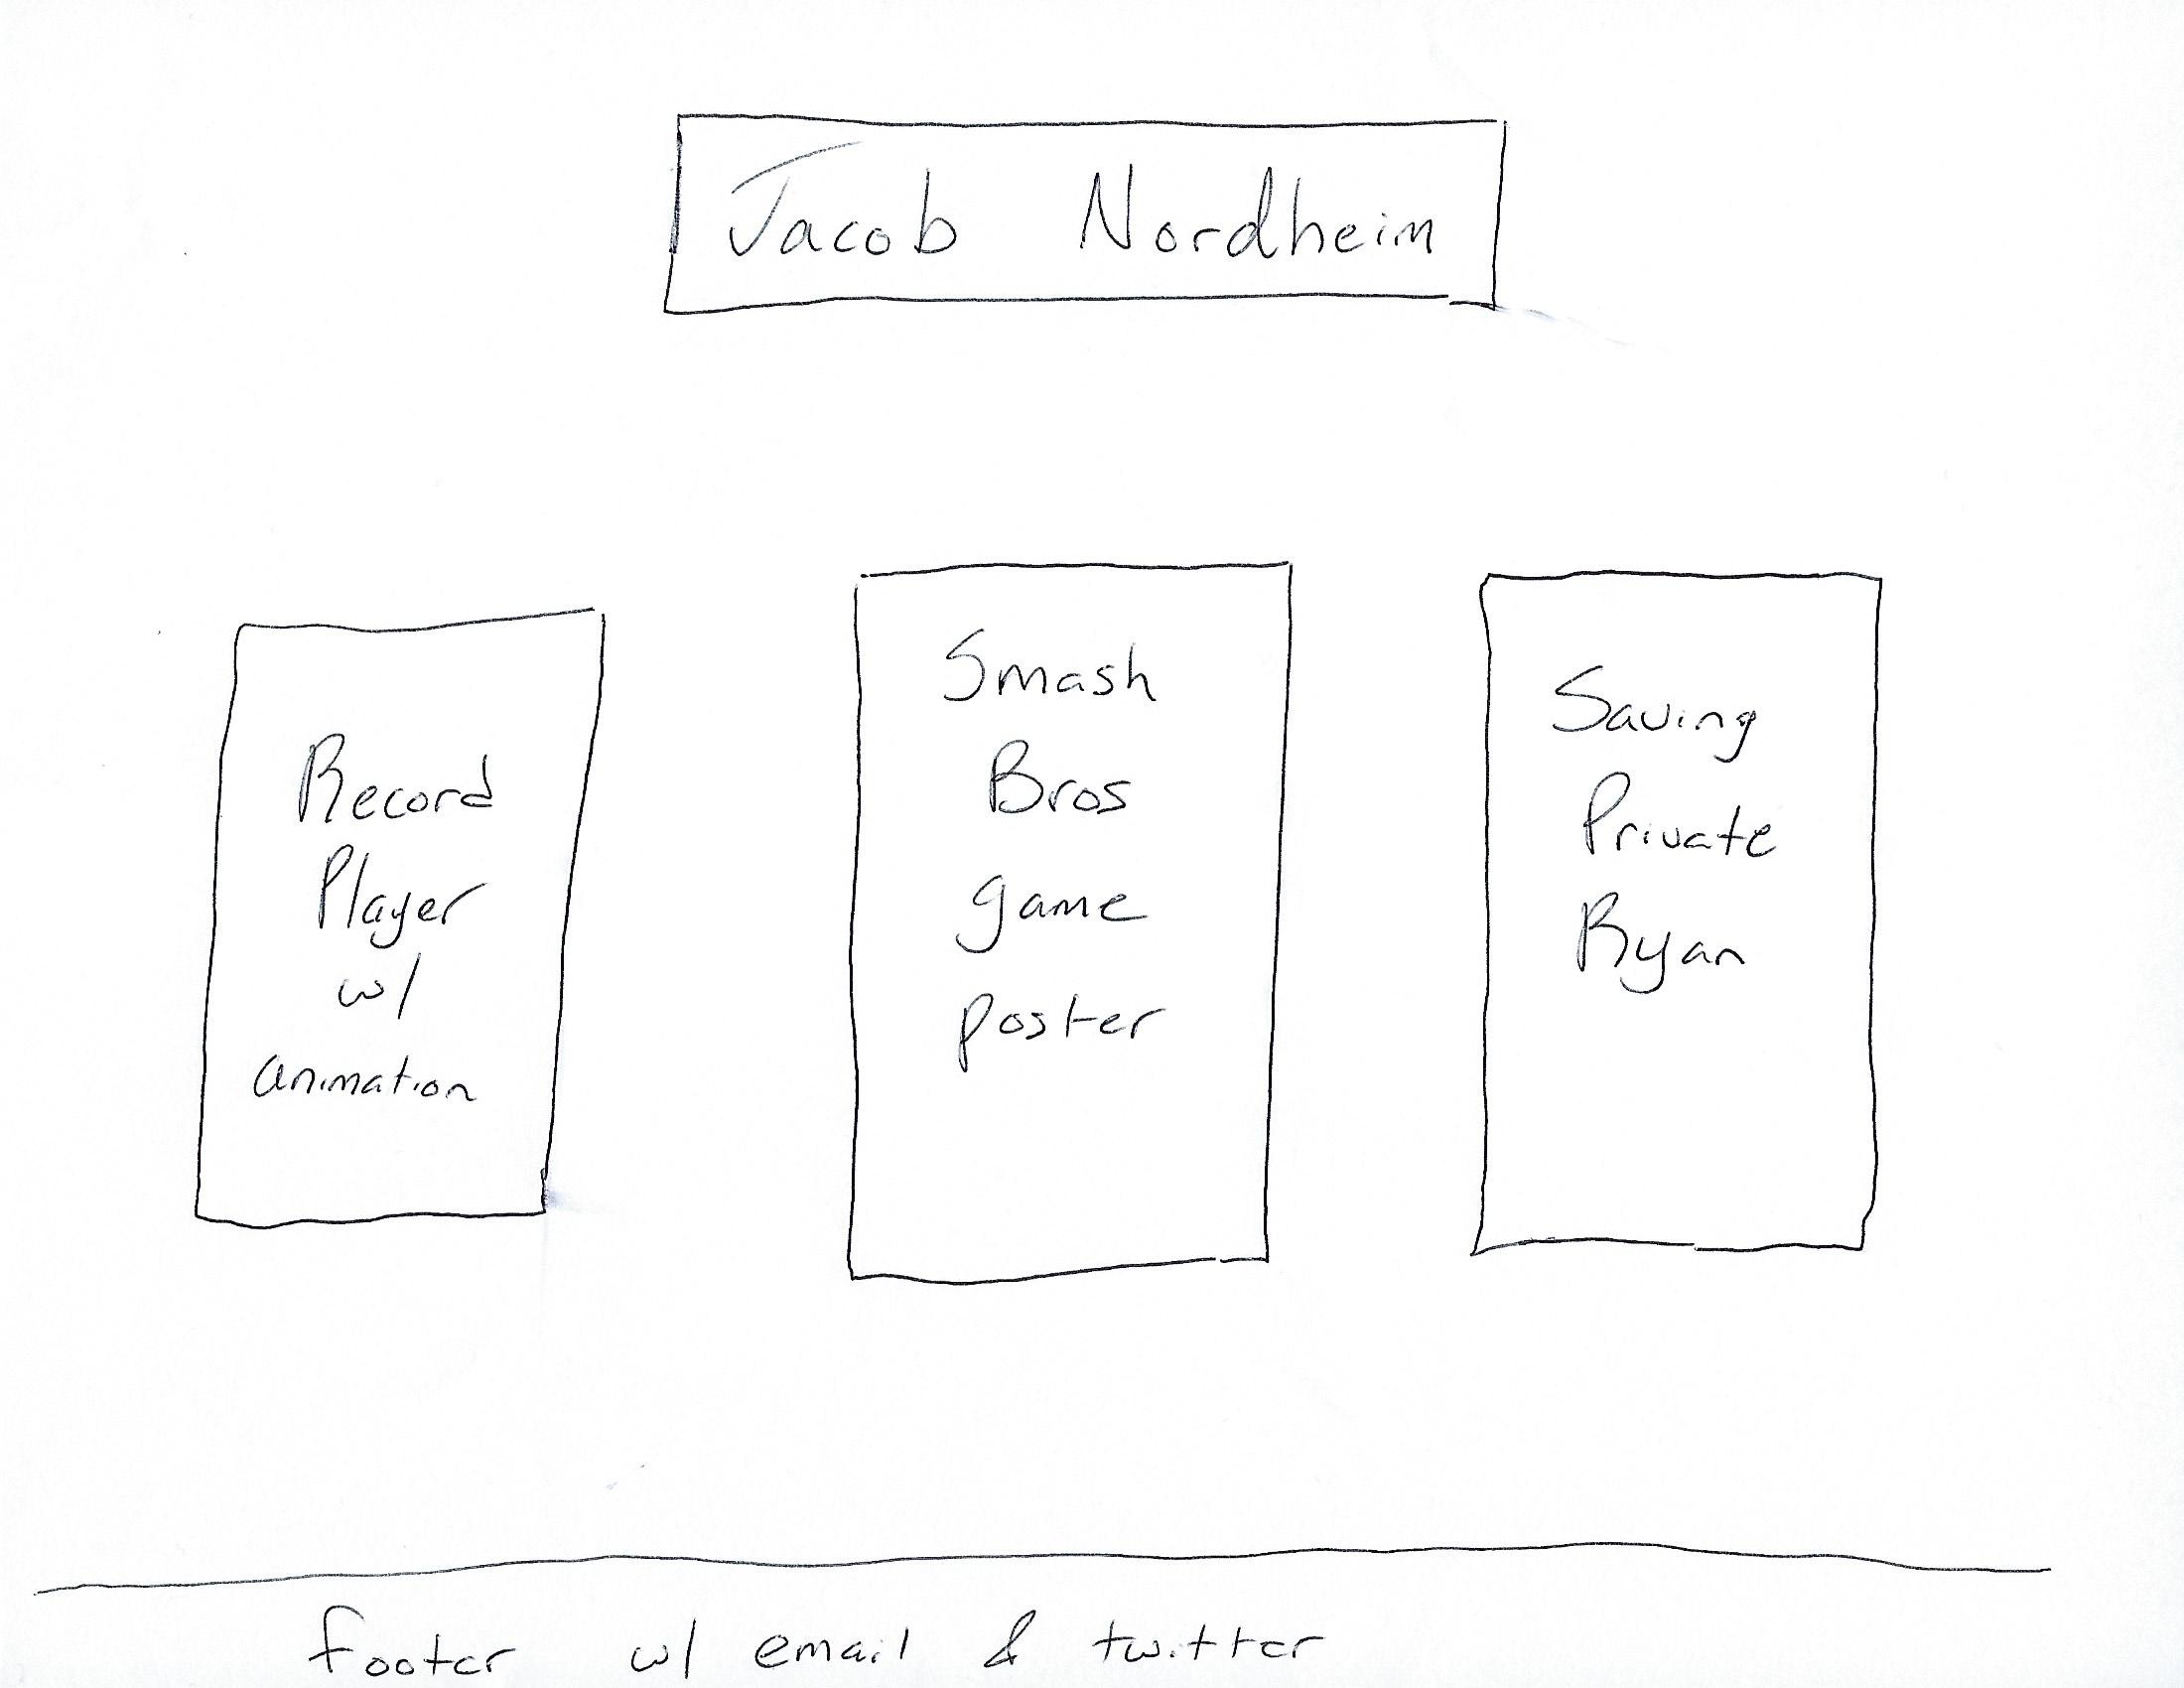 Jacob Nordheim
Record
Player
w/
animation
Smash
Bros
game
poster
Saving
Private
Ryan
footer w/ email & twitter